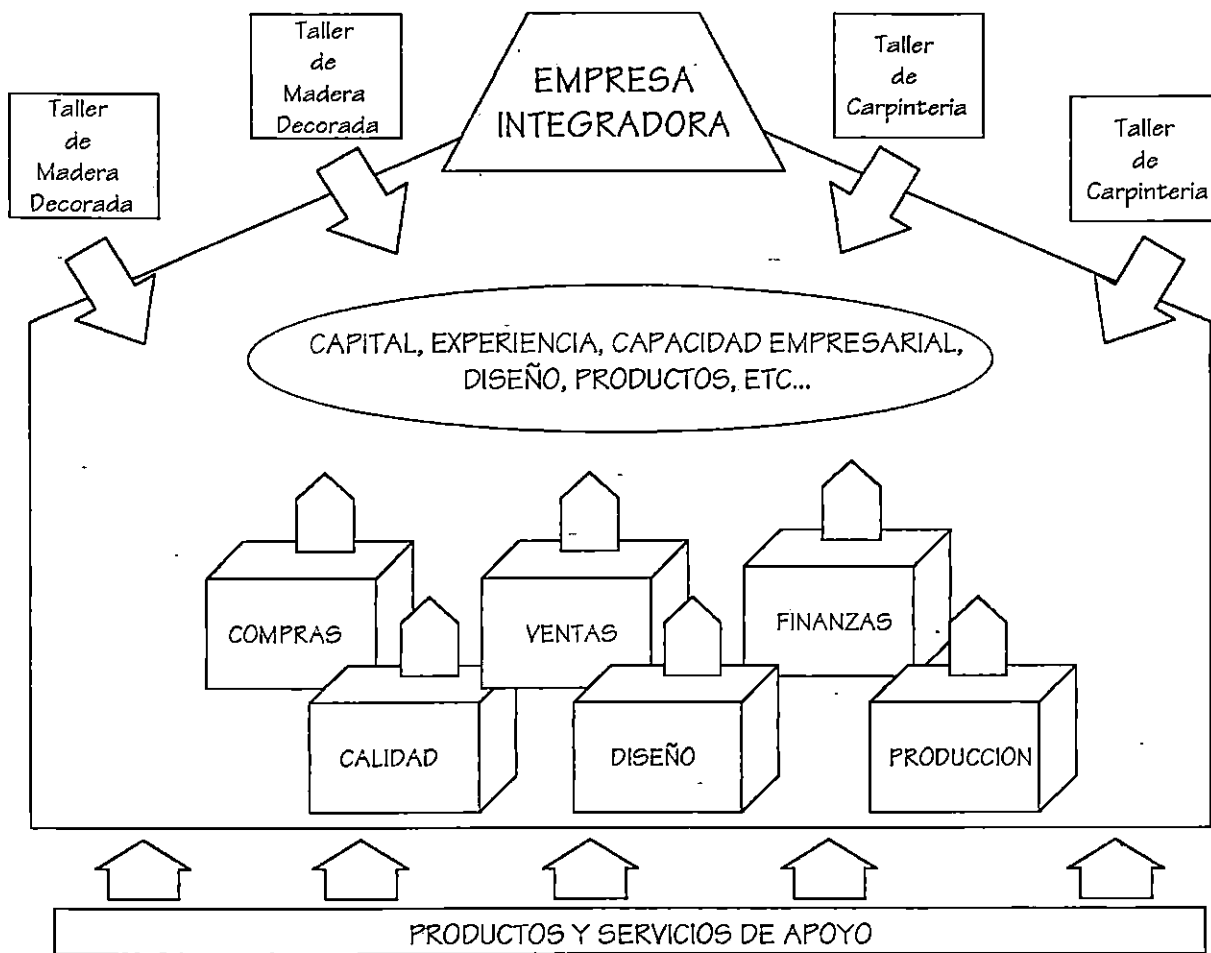 Taller
de
Madera
Decorada
Taller
de
Madera
Decorada
EMPRESA
INTEGRADORA
Taller
de
Carpinteria
Taller
de
Carpinteria
CAPITAL, EXPERIENCIA, CAPACIDAD EMPRESARIAL,
DISEÑO, PRODUCTOS, ETC...
COMPRAS
VENTAS
FINANZAS
CALIDAD
DISEÑO
PRODUCCION
PRODUCTOS Y SERVICIOS DE APOYO